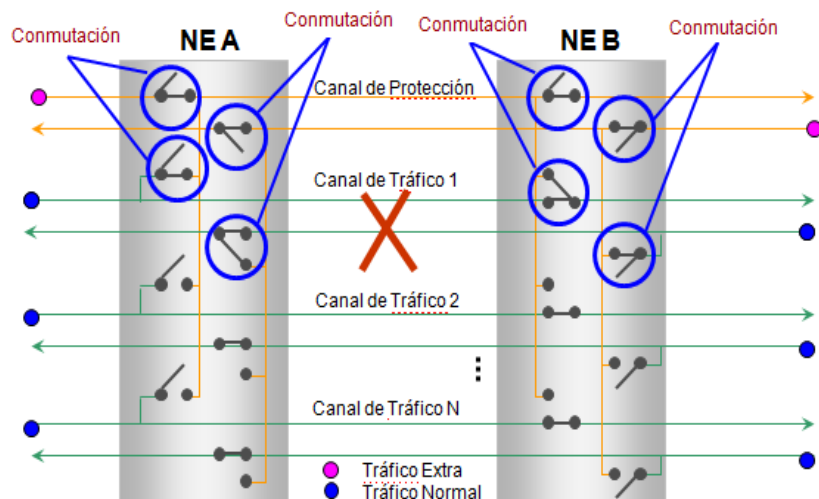 Conmutación
NE A
Conmutación
Conmutación
NE B
Conmutación
Canal de Protección
Canal de Tráfico 1
Canal de Tráfico 2
Canal de Tráfico N
Tráfico Extra
Tráfico Normal